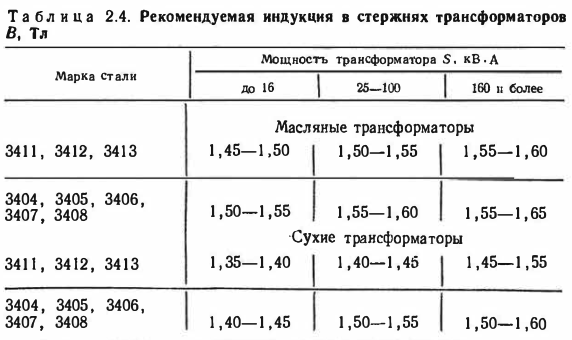 Таблица 2.4. Рекомендуемая индукция в стержнях трансформаторов
B, Тл
Марка стали
Мощность трансформатора S, кВ·А
до 16
25—100
160 и более
Масляные трансформаторы
3411, 3412, 3413 1,45—1,50 1,50—1,55 1,55—1,60
3404, 3405, 3406,
3407, 3408 1,50—1,55 1,55—1,60 1,55—1,65
Сухие трансформаторы
3411, 3412, 3413 1,35—1,40 1,40—1,45 1,45—1,55
3404, 3405, 3406,
3407, 3408 1,40—1,45 1,50—1,55 1,50—1,60